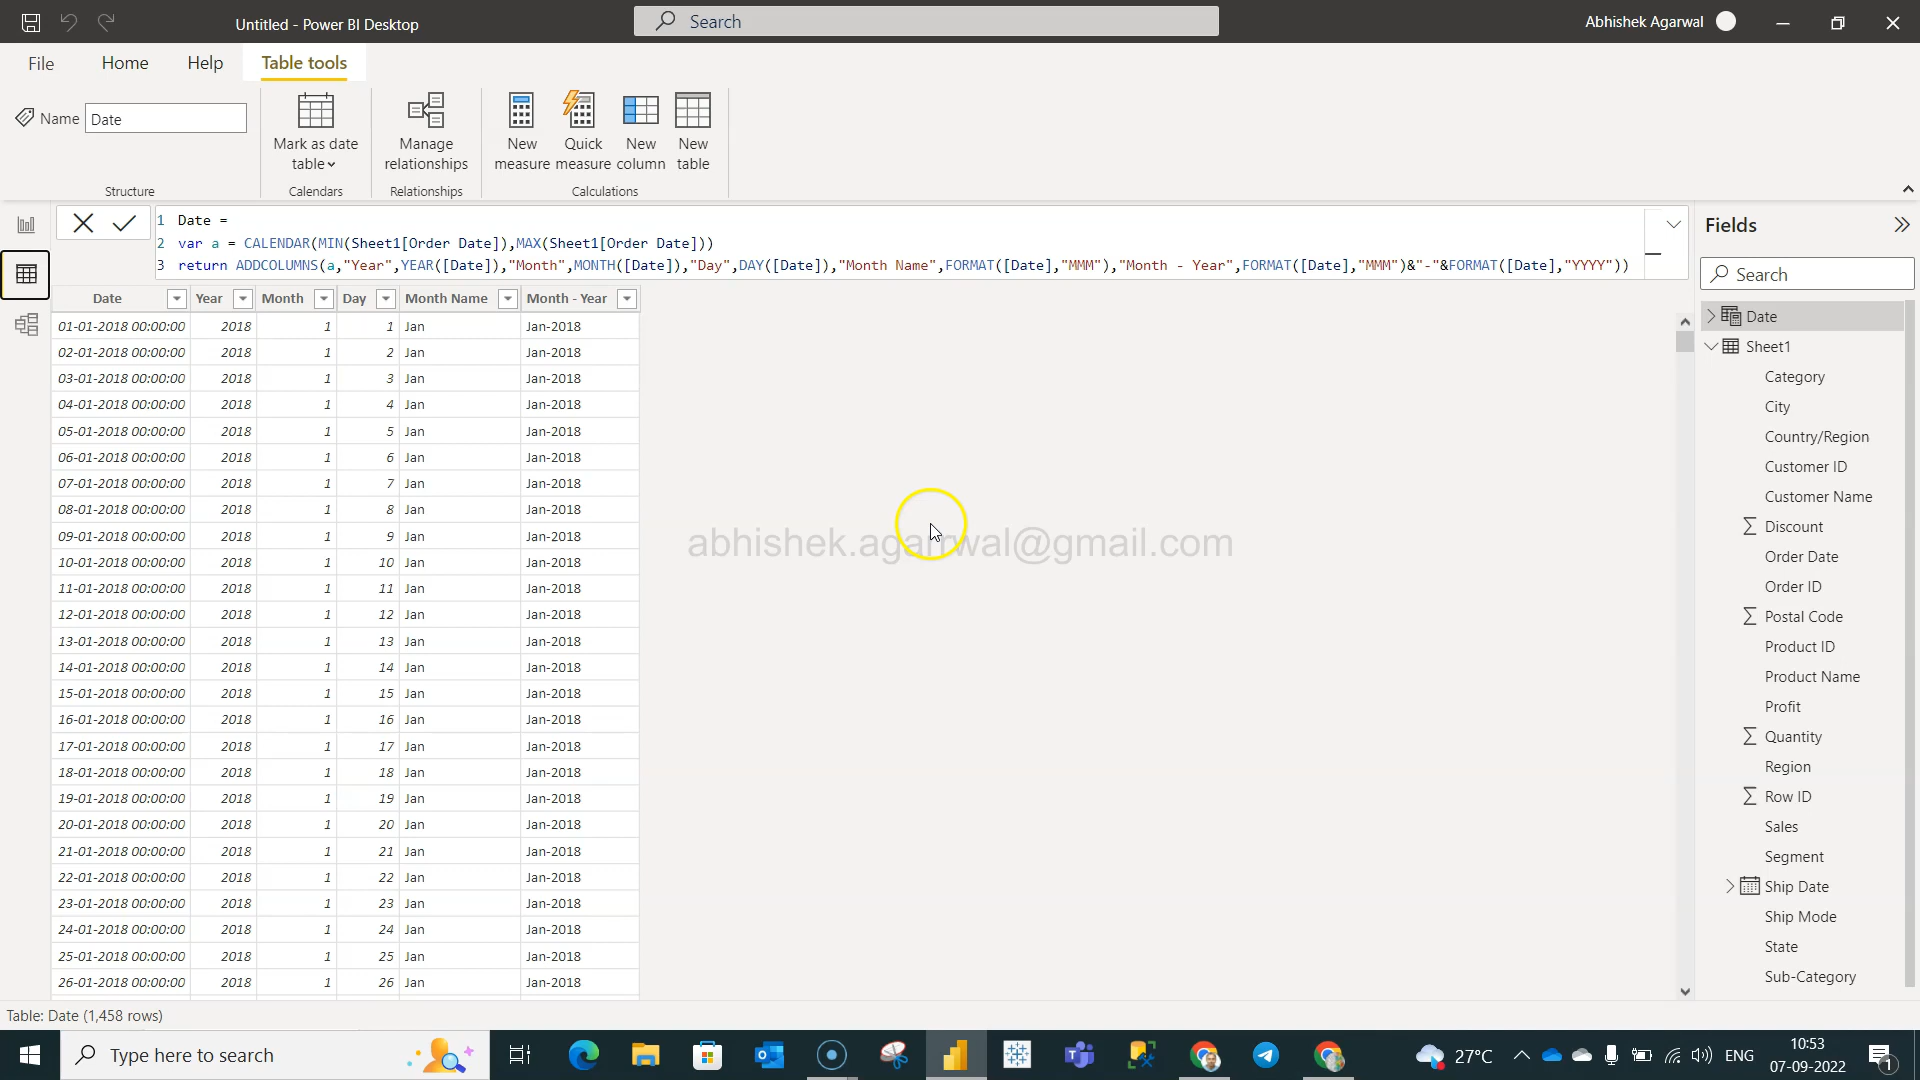 Untitled - Power BI Desktop
Search
Abhishek Agarwal
File Home Help Table tools
Name Date
Mark as date table
Manage relationships
New measure
Quick measure
New column
New table
Structure Calendars Relationships Calculations
1 Date =
2 var a = CALENDAR(MIN(Sheet1[Order Date]),MAX(Sheet1[Order Date]))
3 return ADDCOLUMNS(a,"Year",YEAR([Date]),"Month",MONTH([Date]),"Day",DAY([Date]),"Month Name",FORMAT([Date],"MMM"),"Month - Year",FORMAT([Date],"MMM")&"-"&FORMAT([Date],"YYYY"))
Date Year Month Day Month Name Month - Year
01-01-2018 00:00:00 2018 1 1 Jan Jan-2018
02-01-2018 00:00:00 2018 1 2 Jan Jan-2018
03-01-2018 00:00:00 2018 1 3 Jan Jan-2018
04-01-2018 00:00:00 2018 1 4 Jan Jan-2018
05-01-2018 00:00:00 2018 1 5 Jan Jan-2018
06-01-2018 00:00:00 2018 1 6 Jan Jan-2018
07-01-2018 00:00:00 2018 1 7 Jan Jan-2018
08-01-2018 00:00:00 2018 1 8 Jan Jan-2018
09-01-2018 00:00:00 2018 1 9 Jan Jan-2018
10-01-2018 00:00:00 2018 1 10 Jan Jan-2018
11-01-2018 00:00:00 2018 1 11 Jan Jan-2018
12-01-2018 00:00:00 2018 1 12 Jan Jan-2018
13-01-2018 00:00:00 2018 1 13 Jan Jan-2018
14-01-2018 00:00:00 2018 1 14 Jan Jan-2018
15-01-2018 00:00:00 2018 1 15 Jan Jan-2018
16-01-2018 00:00:00 2018 1 16 Jan Jan-2018
17-01-2018 00:00:00 2018 1 17 Jan Jan-2018
18-01-2018 00:00:00 2018 1 18 Jan Jan-2018
19-01-2018 00:00:00 2018 1 19 Jan Jan-2018
20-01-2018 00:00:00 2018 1 20 Jan Jan-2018
21-01-2018 00:00:00 2018 1 21 Jan Jan-2018
22-01-2018 00:00:00 2018 1 22 Jan Jan-2018
23-01-2018 00:00:00 2018 1 23 Jan Jan-2018
24-01-2018 00:00:00 2018 1 24 Jan Jan-2018
25-01-2018 00:00:00 2018 1 25 Jan Jan-2018
26-01-2018 00:00:00 2018 1 26 Jan Jan-2018
abhishek.agarrwal@gmail.com
Fields
Search
Date
Sheet1
Category
City
Country/Region
Customer ID
Customer Name
Discount
Order Date
Order ID
Postal Code
Product ID
Product Name
Profit
Quantity
Region
Row ID
Sales
Segment
Ship Date
Ship Mode
State
Sub-Category
Table: Date (1,458 rows)
Type here to search
27°C
ENG
10:53
07-09-2022
1